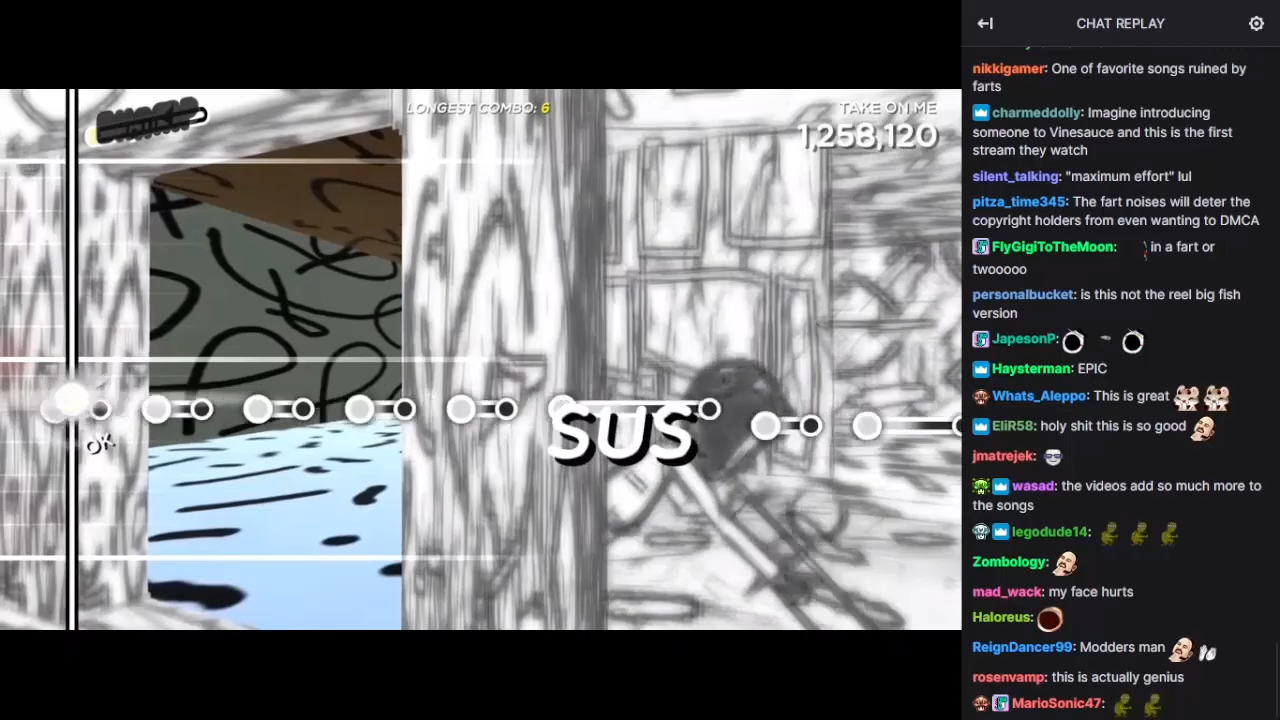 LONGEST COMBO: 6
TAKE ON ME
1,258,120
OK
SUS
CHAT REPLAY
nikkigamer: One of favorite songs ruined by
farts
charmeddolly: Imagine introducing
someone to Vinesauce and this is the first
stream they watch
silent_talking: "maximum effort" lul
pitza_time345: The fart noises will deter the
copyright holders from even wanting to DMCA
FlyGigiToTheMoon: in a fart or
twooooo
personalbucket: is this not the reel big fish
version
JapesonP:
Haysterman: EPIC
Whats_Aleppo: This is great
EliR58: holy shit this is so good
jmatrejek:
wasad: the videos add so much more to
the songs
legodude14:
Zombology:
mad_wack: my face hurts
Haloreus:
ReignDancer99: Modders man
rosenvamp: this is actually genius
MarioSonic47: